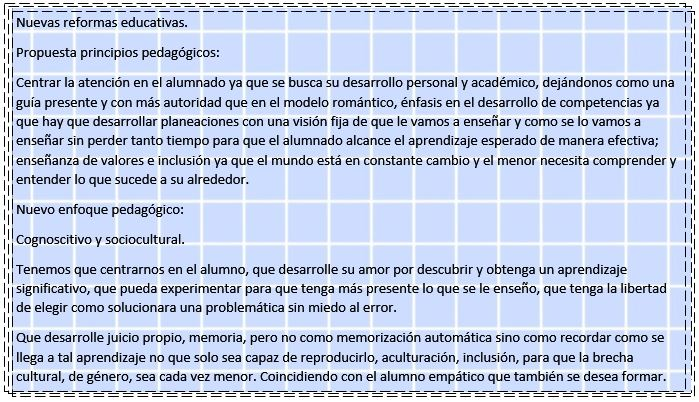 Nuevas reformas educativas.
Propuesta principios pedagógicos:
Centrar la atención en el alumnado ya que se busca su desarrollo personal y académico, dejándonos como una
guía presente y con más autoridad que en el modelo romántico, énfasis en el desarrollo de competencias ya
que hay que desarrollar planeaciones con una visión fija de que le vamos a enseñar y como se lo vamos a
enseñar sin perder tanto tiempo para que el alumnado alcance el aprendizaje esperado de manera efectiva;
enseñanza de valores e inclusión ya que el mundo está en constante cambio y el menor necesita comprender y
entender lo que sucede a su alrededor.
Nuevo enfoque pedagógico:
Cognoscitivo y sociocultural.
Tenemos que centrarnos en el alumno, que desarrolle su amor por descubrir y obtenga un aprendizaje
significativo, que pueda experimentar para que tenga más presente lo que se le enseño, que tenga la libertad
de elegir como solucionara una problemática sin miedo al error.
Que desarrolle juicio propio, memoria, pero no como memorización automática sino como recordar como se
llega a tal aprendizaje no que solo sea capaz de reproducirlo, aculturación, inclusión, para que la brecha
cultural, de género, sea cada vez menor. Coincidiendo con el alumno empático que también se desea formar.